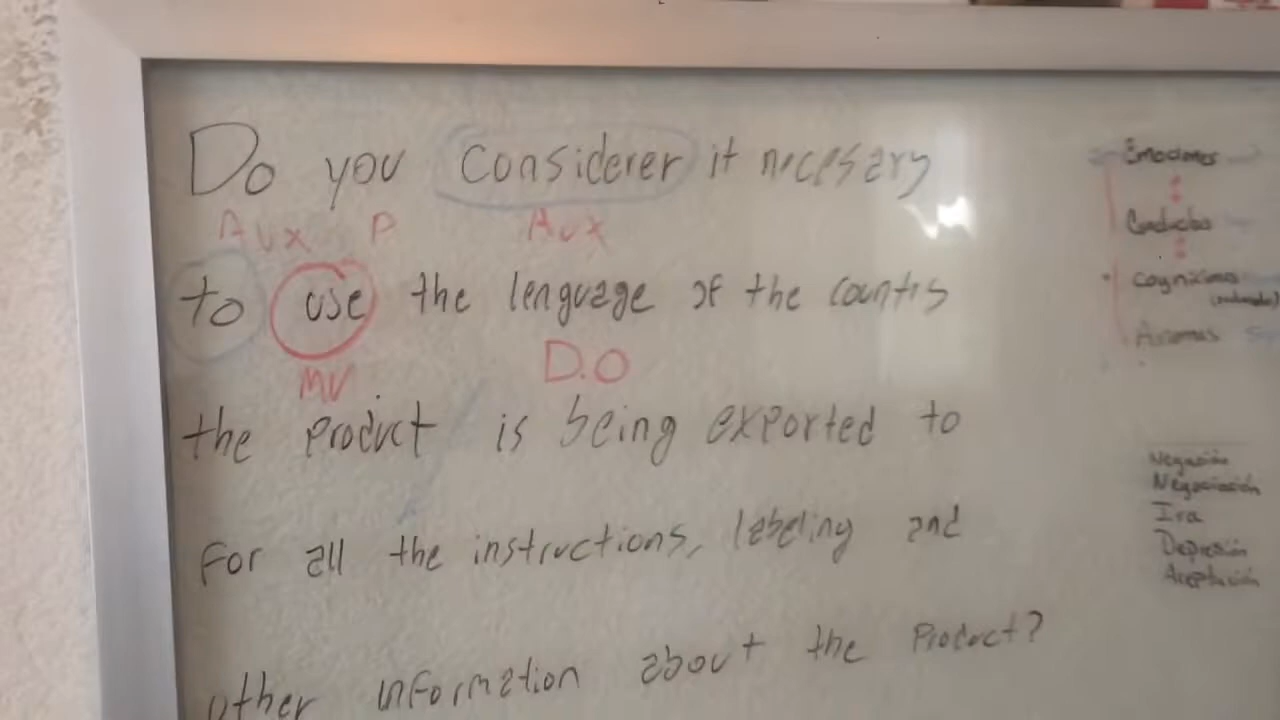 Do you Considerer it necesary
Aux P Aux
to use the lenguage of the countrs
MV D.O
the product is being exported to
For all the instructions, labeling and
other information about the Product?
Emociones
Conductas
Cogniciones
Axiomas
Negación
Negociación
Ira
Depresión
Aceptación